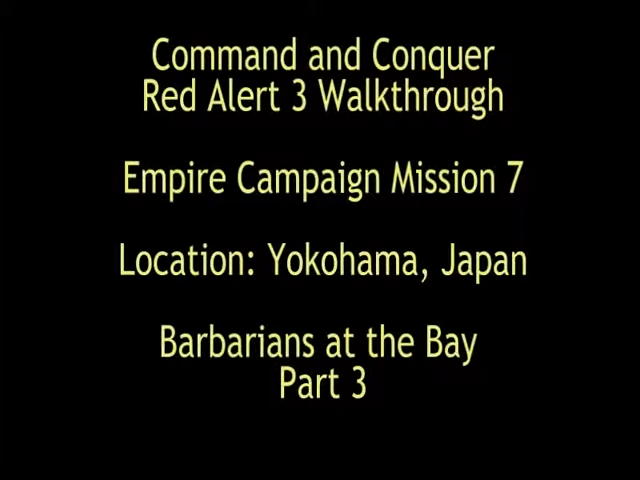 Command and Conquer
Red Alert 3 Walkthrough
Empire Campaign Mission 7
Location: Yokohama, Japan
Barbarians at the Bay
Part 3